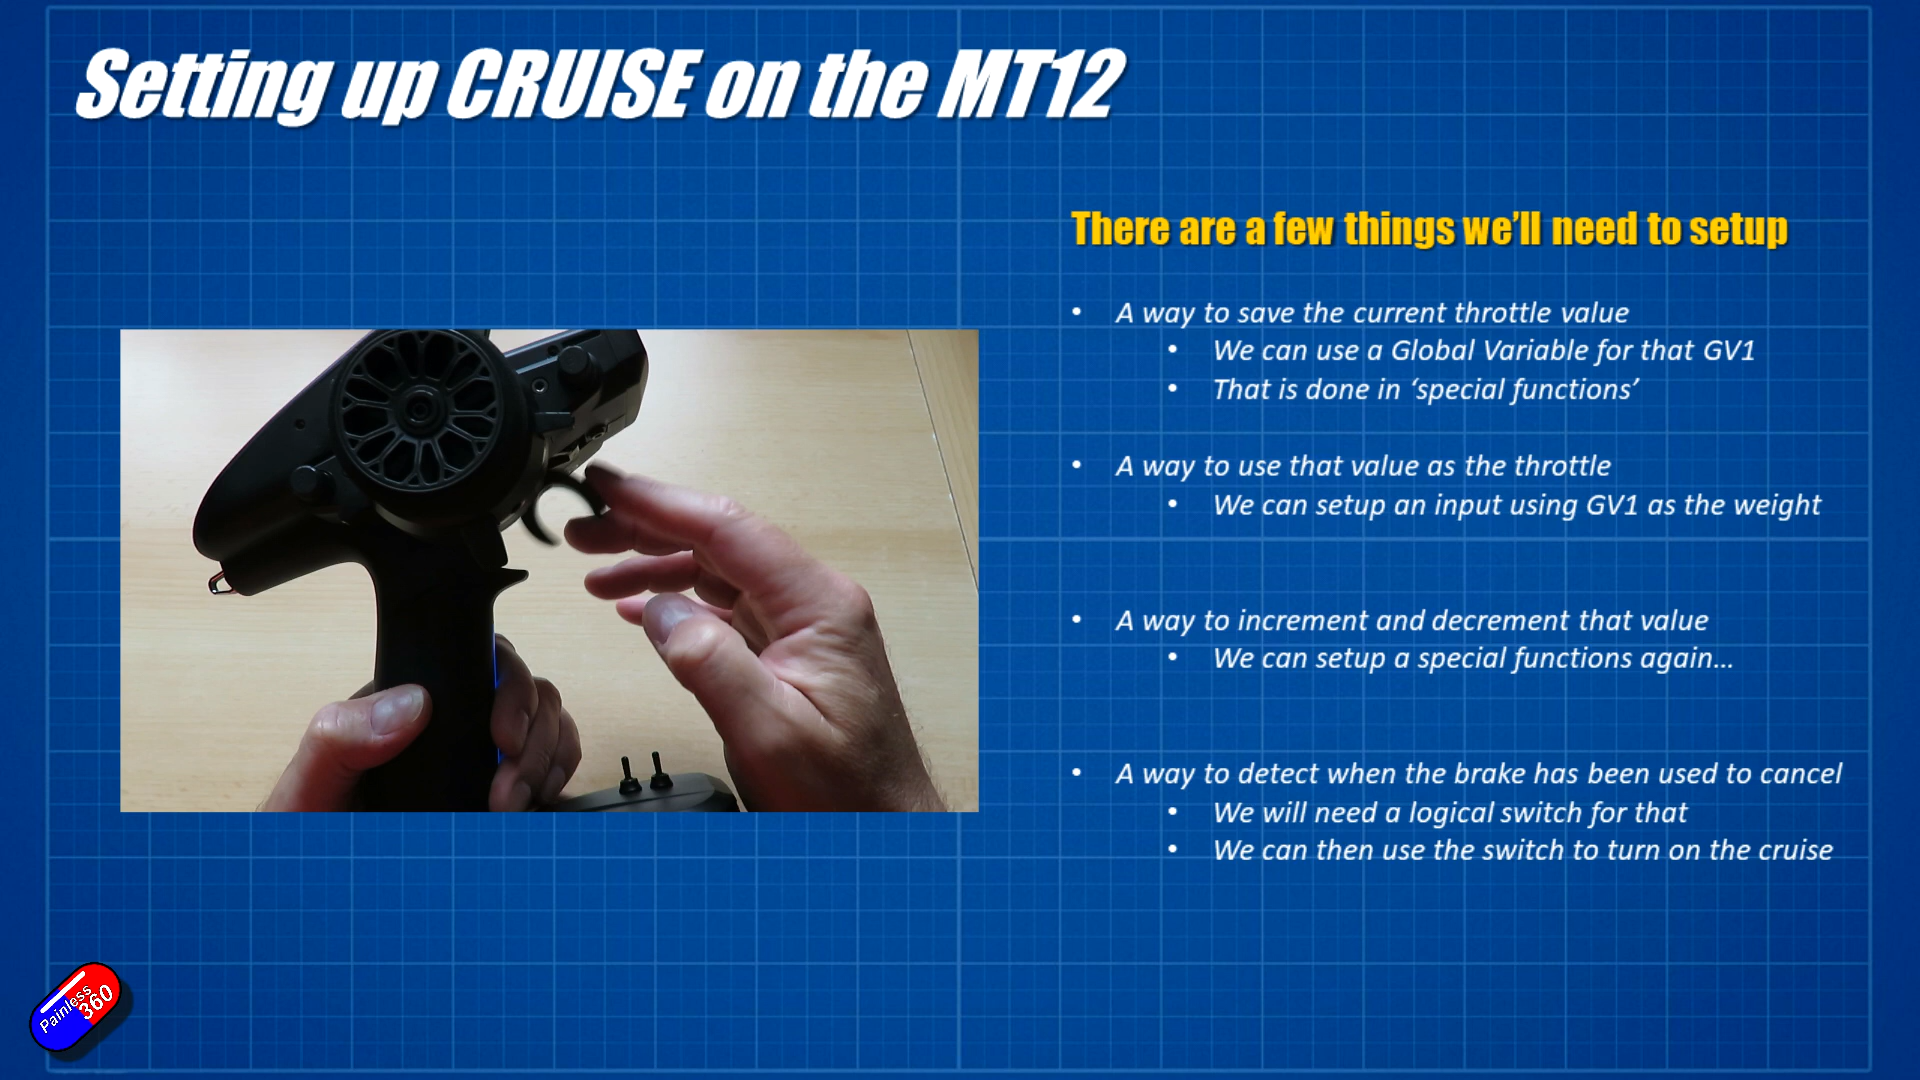 Setting up CRUISE on the MT12
There are a few things we'll need to setup
• A way to save the current throttle value
• We can use a Global Variable for that GV1
• That is done in ‘special functions’
• A way to use that value as the throttle
• We can setup an input using GV1 as the weight
• A way to increment and decrement that value
• We can setup a special functions again...
• A way to detect when the brake has been used to cancel
• We will need a logical switch for that
• We can then use the switch to turn on the cruise
Painless
360